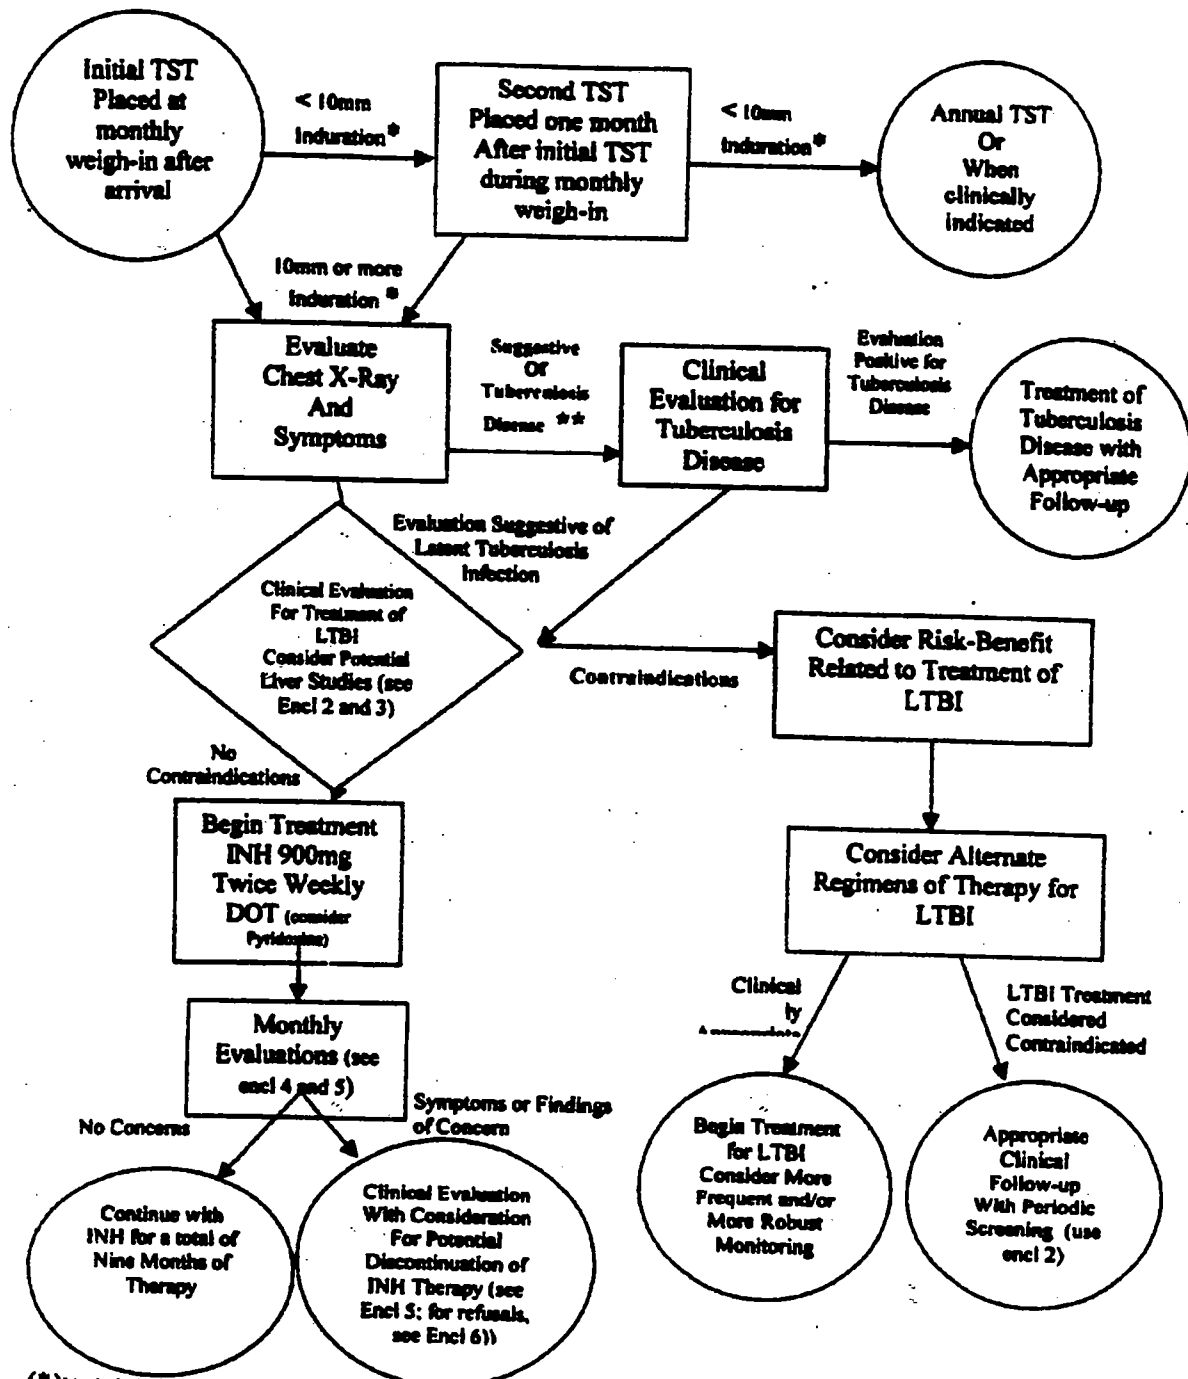 Initial TST
Placed at
monthly
weigh-in after
arrival
< 10mm
Induration*
Second TST
Placed one month
After initial TST
during monthly
weigh-in
< 10mm
Induration*
Annual TST
Or
When
clinically
indicated
10mm or more
Induration *
Evaluate
Chest X-Ray
And
Symptoms
Suggestive
Of
Tuberculosis
Disease **
Clinical
Evaluation for
Tuberculosis
Disease
Evaluation
Positive for
Tuberculosis
Disease
Treatment of
Tuberculosis
Disease with
Appropriate
Follow-up
Evaluation Suggestive of
Latent Tuberculosis
Infection
Clinical Evaluation
For Treatment of
LTBI
Consider Potential
Liver Studies (see
Encl 2 and 3)
Contraindications
Consider Risk-Benefit
Related to Treatment of
LTBI
No
Contraindications
Begin Treatment
INH 900mg
Twice Weekly
DOT (consider
Pyridoxine)
Consider Alternate
Regimens of Therapy for
LTBI
Monthly
Evaluations (see
encl 4 and 5)
Clinical
ly
LTBI Treatment
Considered
Contraindicated
No Concerns
Symptoms or Findings
of Concern
Continue with
INH for a total of
Nine Months of
Therapy
Clinical Evaluation
With Consideration
For Potential
Discontinuation of
INH Therapy (see
Encl 5; for refusals,
see Encl 6))
Begin Treatment
for LTBI
Consider More
Frequent and/or
More Robust
Monitoring
Appropriate
Clinical
Follow-up
With Periodic
Screening (use
encl 2)
(*)